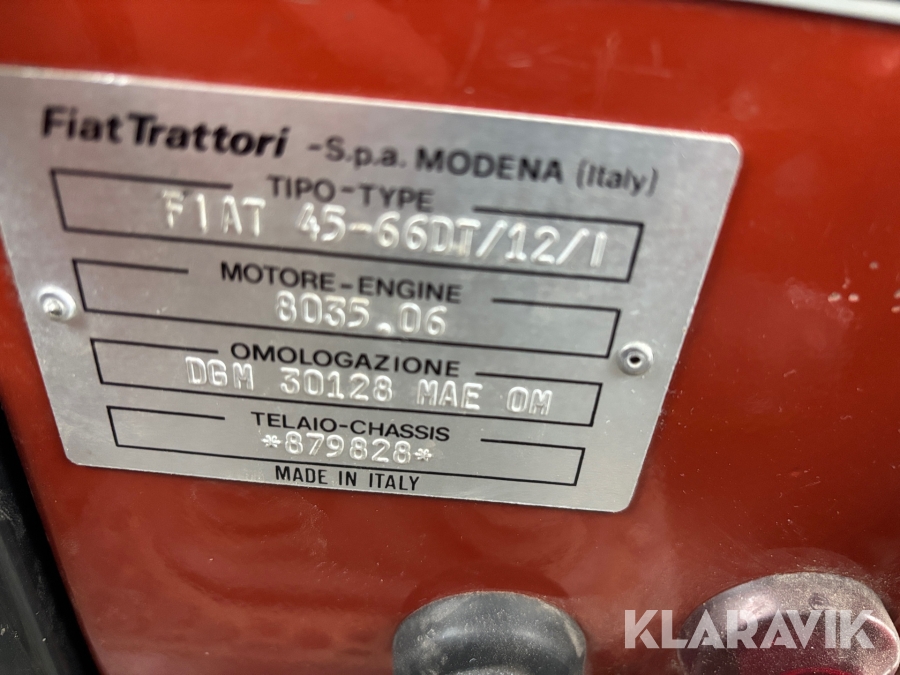 FiatTrattori -S.p.a. MODENA (Italy)
TIPO-TYPE
FIAT 45-66DT/12/1
MOTORE-ENGINE
8035.06
OMOLOGAZIONE
DGM 30128 MAE OM
TELAIO-CHASSIS
*879828*
MADE IN ITALY
KLARAVIK